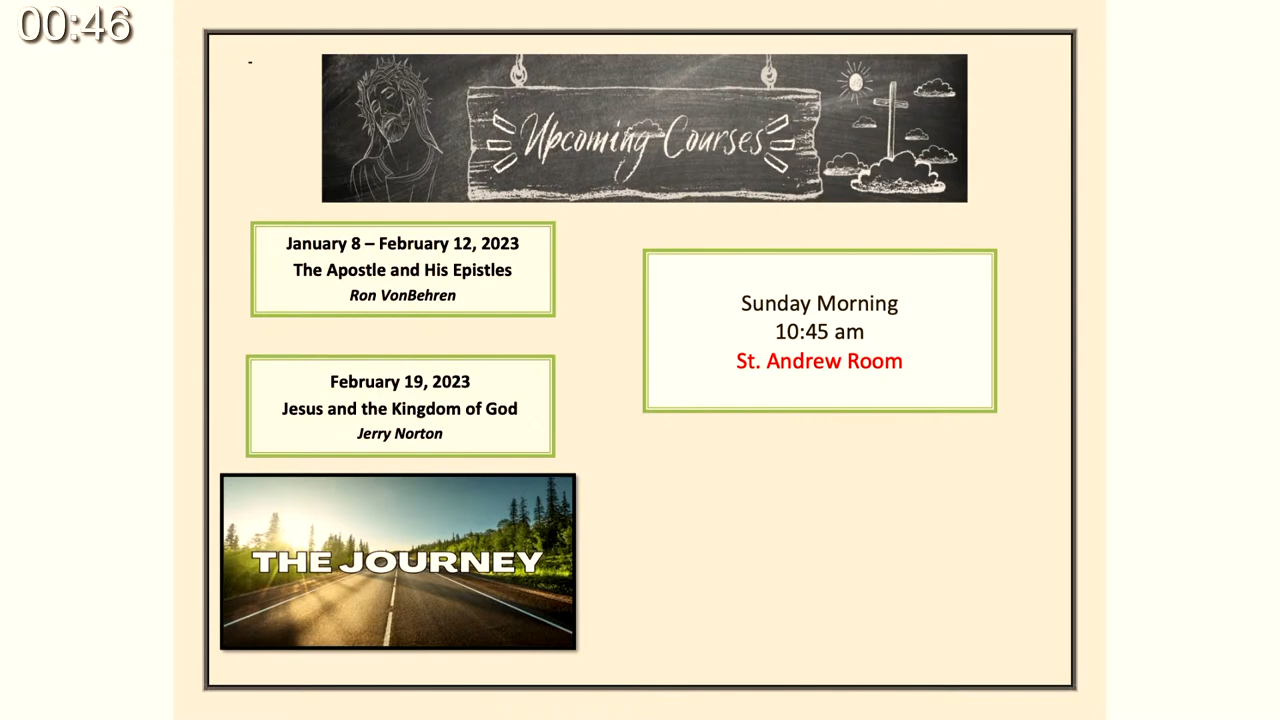 00:46
-
Upcoming Courses
January 8 – February 12, 2023
The Apostle and His Epistles
Ron VonBehren
Sunday Morning
10:45 am
St. Andrew Room
February 19, 2023
Jesus and the Kingdom of God
Jerry Norton
THE JOURNEY